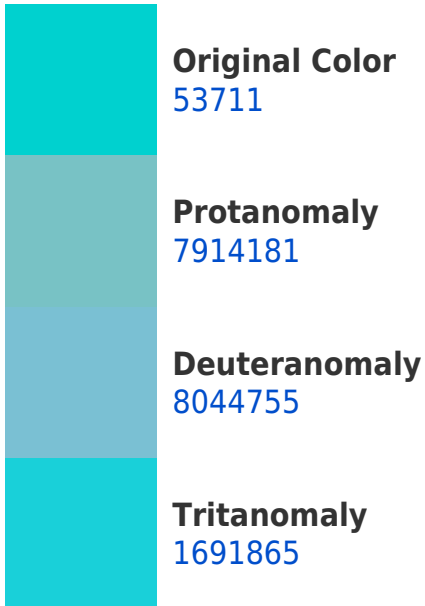 Original Color
53711
Protanomaly
7914181
Deuteranomaly
8044755
Tritanomaly
1691865